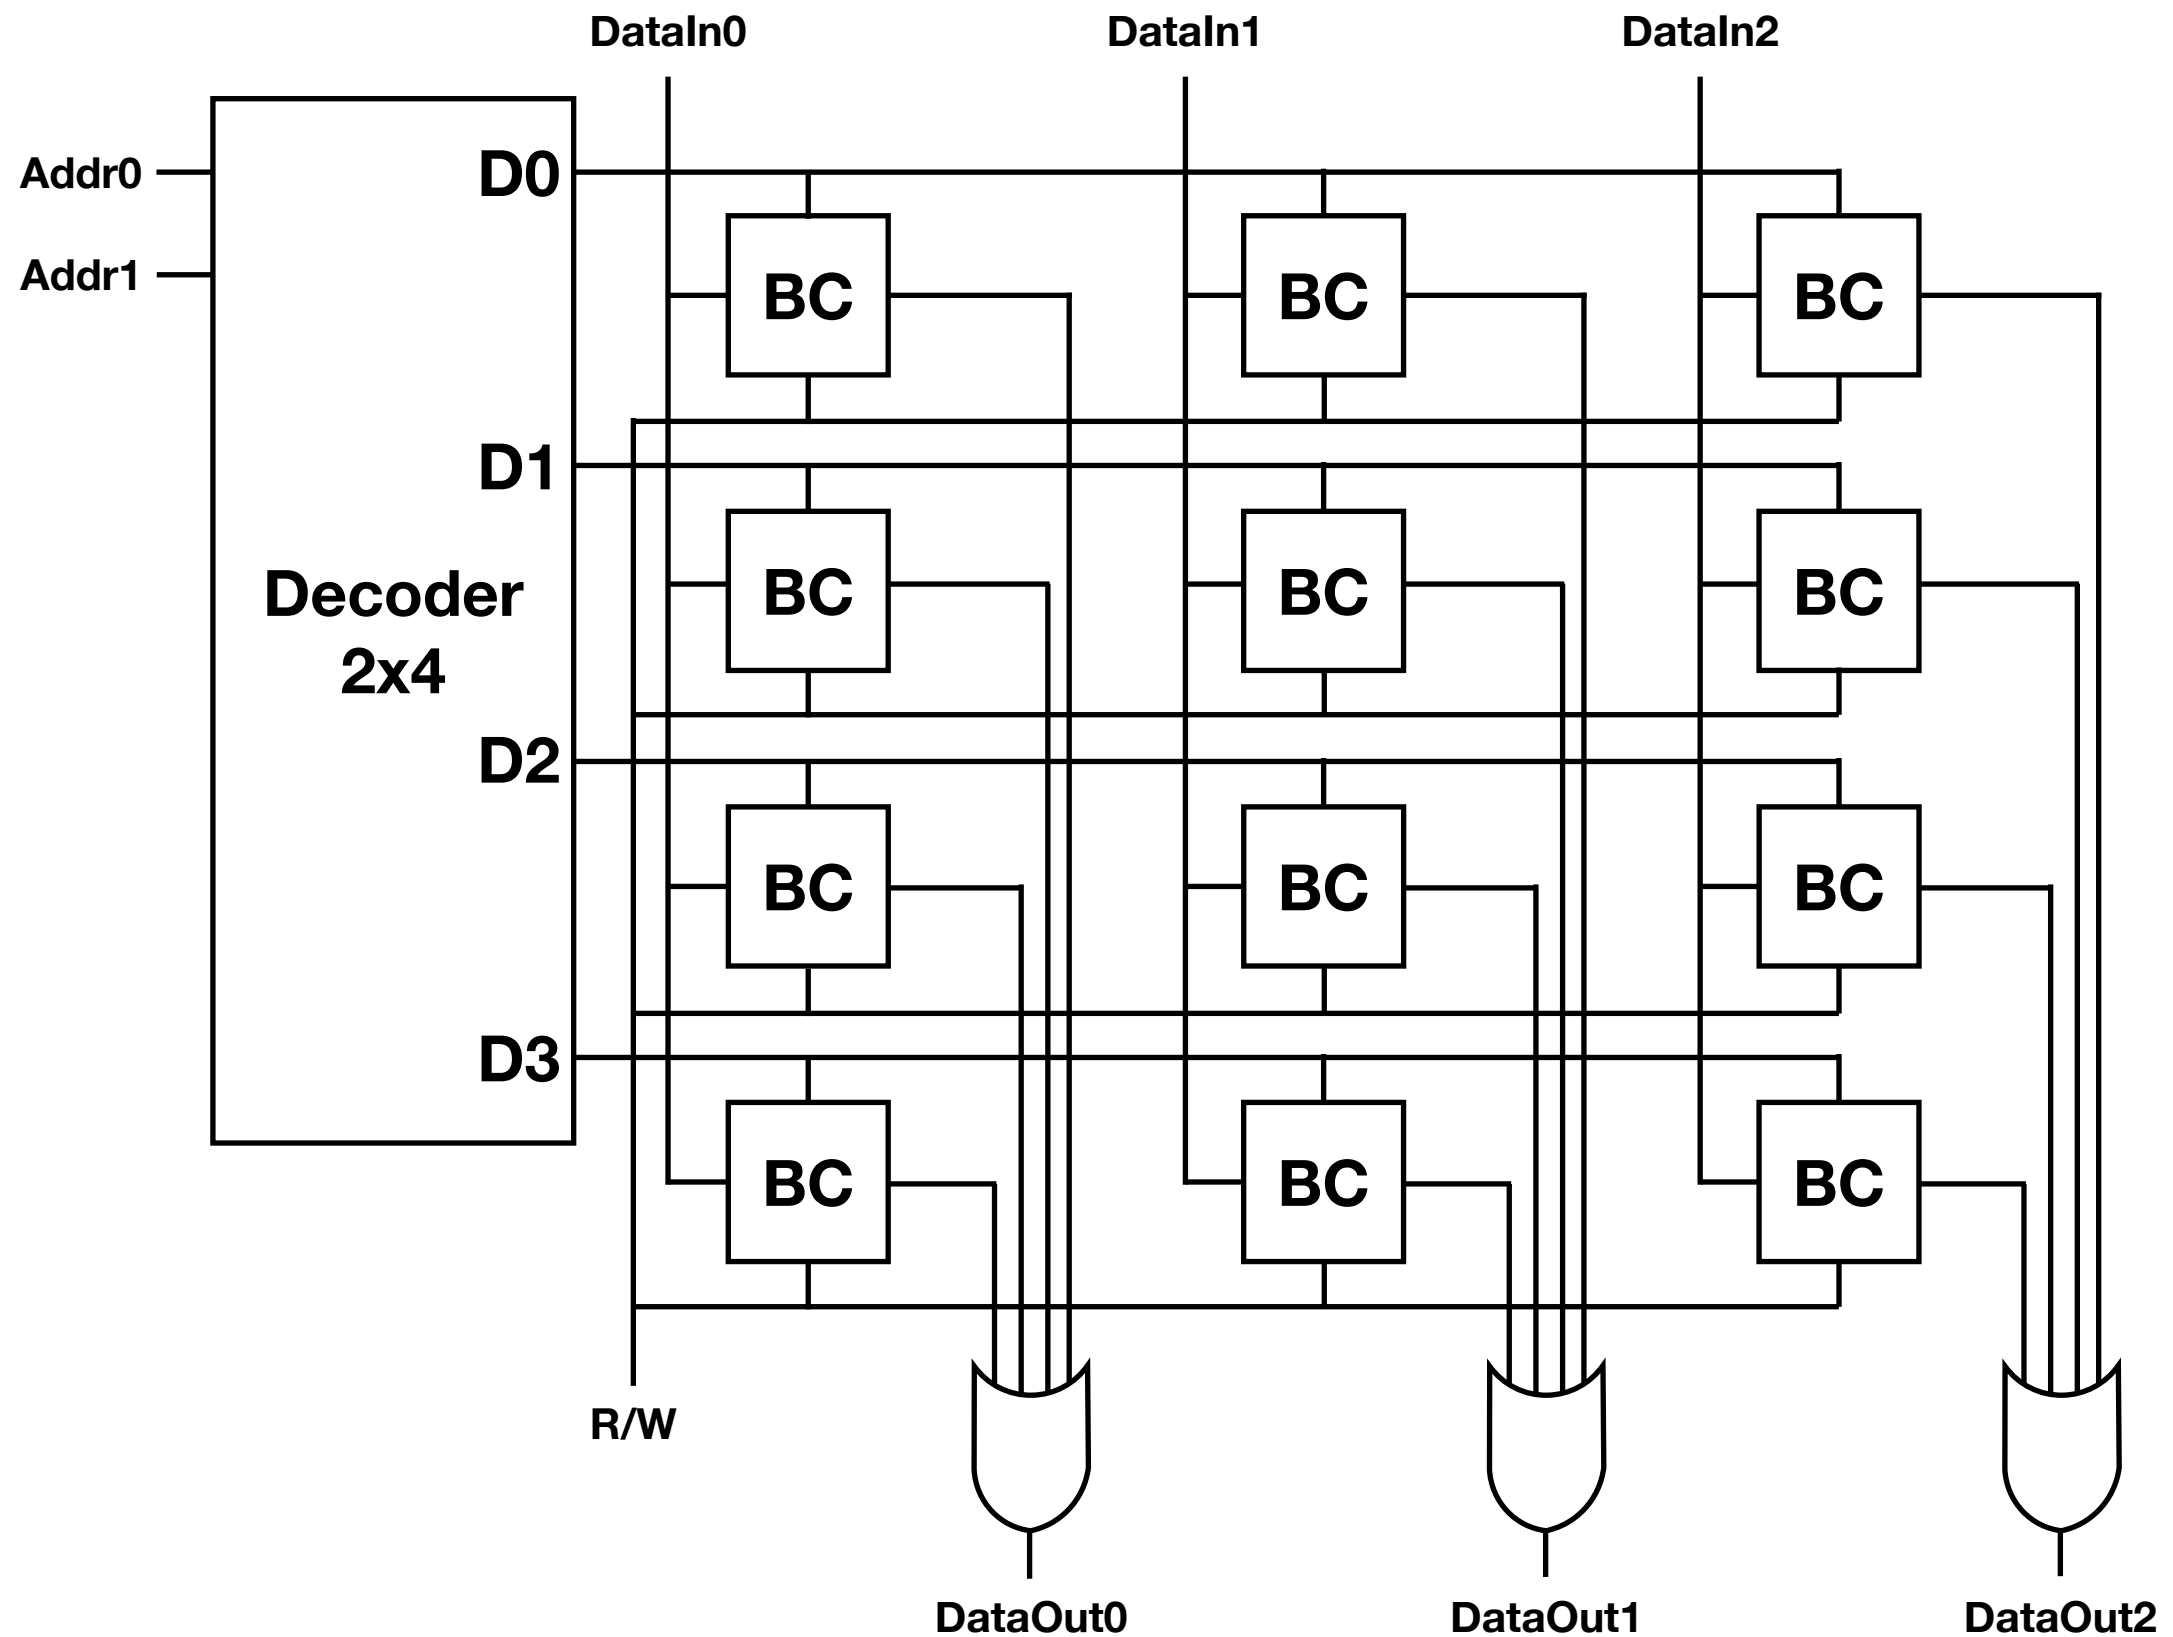 DataIn0
DataIn1
DataIn2
Addr0
Addr1
D0
BC
BC
BC
D1
BC
BC
BC
Decoder
2x4
D2
BC
BC
BC
D3
BC
BC
BC
R/W
DataOut0
DataOut1
DataOut2